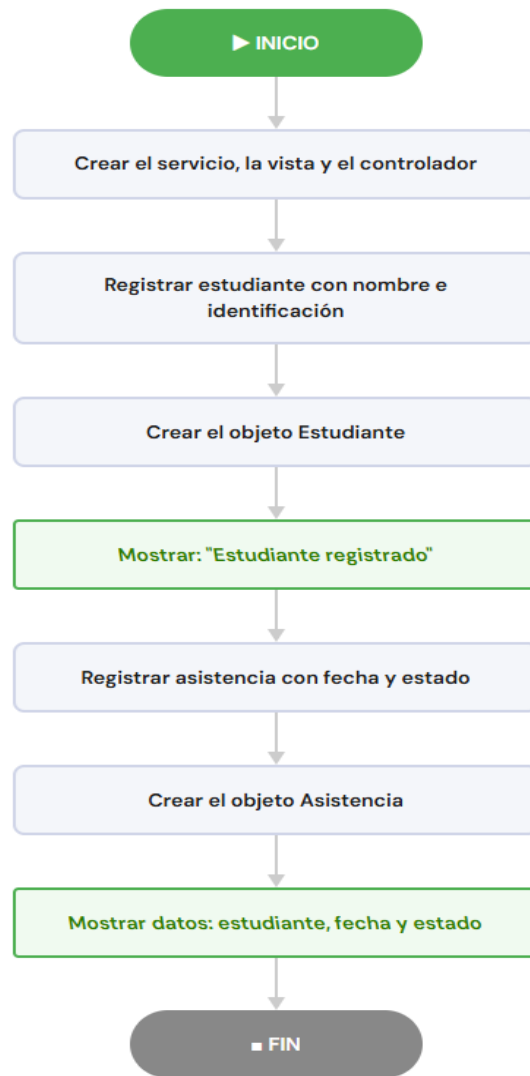 ▶ INICIO
Crear el servicio, la vista y el controlador
Registrar estudiante con nombre e
identificación
Crear el objeto Estudiante
Mostrar: "Estudiante registrado"
Registrar asistencia con fecha y estado
Crear el objeto Asistencia
Mostrar datos: estudiante, fecha y estado
■ FIN